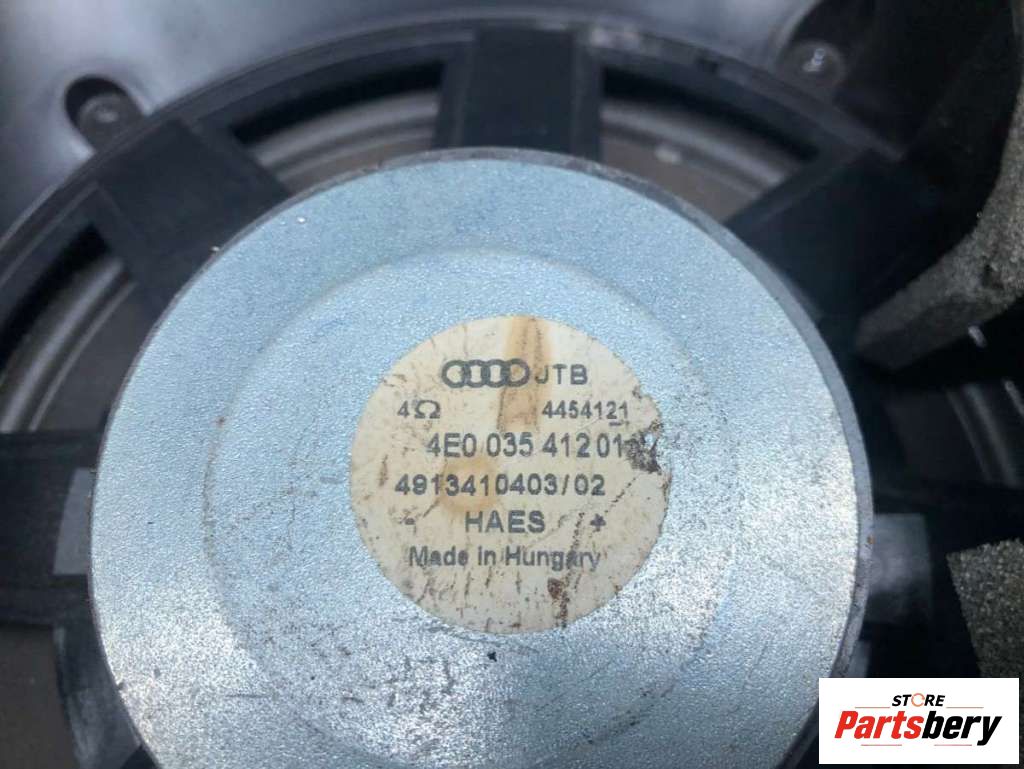 JTB
4Ω 4454121
4E0 035 412 01
4913410403/02
- HAES +
Made in Hungary
STORE
Partsbery